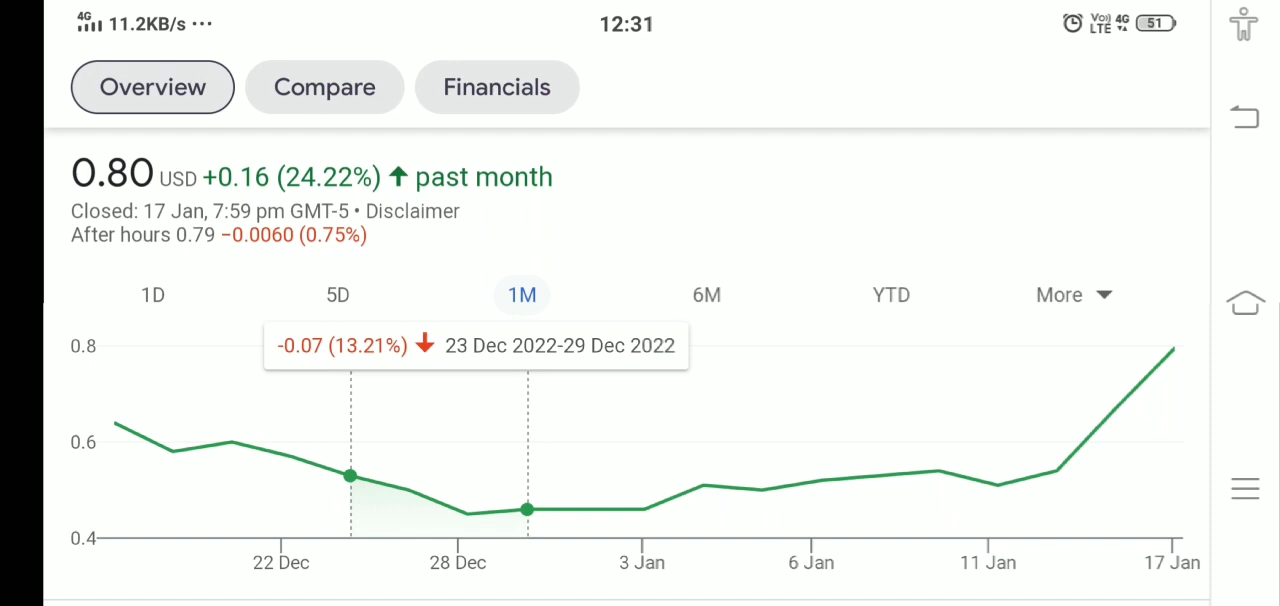 4G 11.2KB/s ··· 12:31 Vo)) LTE 4G 51
Overview Compare Financials
0.80 USD +0.16 (24.22%) ↑ past month
Closed: 17 Jan, 7:59 pm GMT-5 • Disclaimer
After hours 0.79 −0.0060 (0.75%)
1D 5D 1M 6M YTD More
-0.07 (13.21%) ↓ 23 Dec 2022-29 Dec 2022
0.8
0.6
0.4
22 Dec 28 Dec 3 Jan 6 Jan 11 Jan 17 Jan